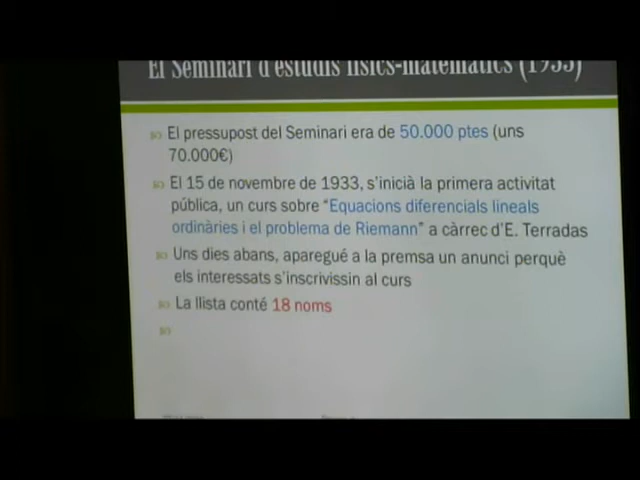 El Seminari d'estudis físics-matemàtics (1933)
El pressupost del Seminari era de 50.000 ptes (uns
70.000€)
El 15 de novembre de 1933, s'inicià la primera activitat
pública, un curs sobre "Equacions diferencials lineals
ordinàries i el problema de Riemann" a càrrec d'E. Terradas
Uns dies abans, aparegué a la premsa un anunci perquè
els interessats s'inscrivissin al curs
La llista conté 18 noms